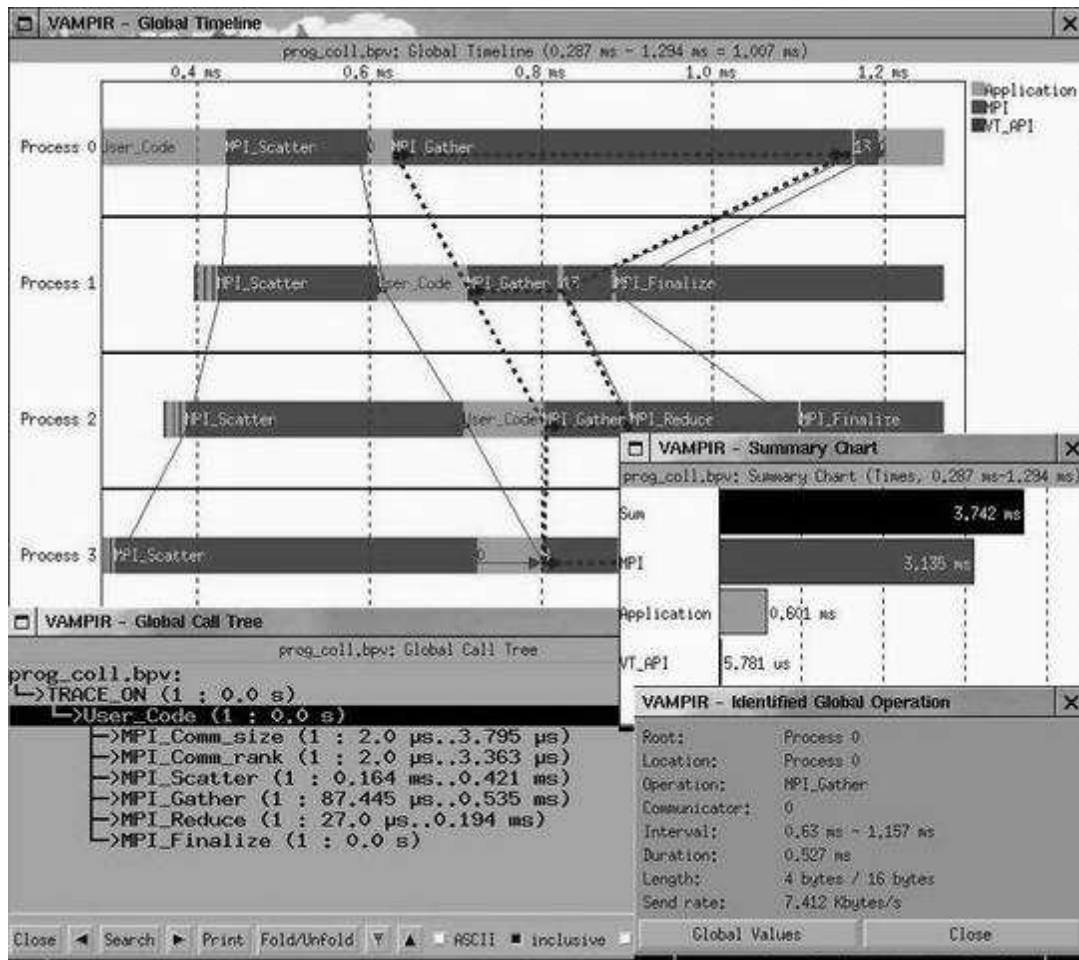 VAMPIR - Global Timeline
prog_coll.bpv: Global Timeline (0.287 ms - 1.294 ms = 1.007 ms)
0.4 ms 0.6 ms 0.8 ms 1.0 ms 1.2 ms
Application
MPI
VT_API
Process 0 User_Code MPI_Scatter MPI_Gather 13
Process 1 MPI_Scatter User_Code MPI_Gather 13 MPI_Finalize
Process 2 MPI_Scatter User_Code MPI_Gather MPI_Reduce MPI_Finalize
Process 3 MPI_Scatter
VAMPIR - Summary Chart
prog_coll.bpv: Summary Chart (Times, 0.287 ms-1.294 ms)
Sum 3.742 ms
MPI 3.135 ms
Application 0.601 ms
VT_API 5.781 us
VAMPIR - Global Call Tree
prog_coll.bpv: Global Call Tree
prog_coll.bpv:
TRACE_ON (1 : 0.0 s)
User_Code (1 : 0.0 s)
MPI_Comm_size (1 : 2.0 µs..3.795 µs)
MPI_Comm_rank (1 : 2.0 µs..3.363 µs)
MPI_Scatter (1 : 0.164 ms..0.421 ms)
MPI_Gather (1 : 87.445 µs..0.535 ms)
MPI_Reduce (1 : 27.0 µs..0.194 ms)
MPI_Finalize (1 : 0.0 s)
Close Search Print Fold/Unfold ASCII inclusive
VAMPIR - Identified Global Operation
Root: Process 0
Location: Process 0
Operation: MPI_Gather
Communicator: 0
Interval: 0.63 ms - 1.157 ms
Duration: 0.527 ms
Length: 4 bytes / 16 bytes
Send rate: 7.412 Kbytes/s
Global Values Close